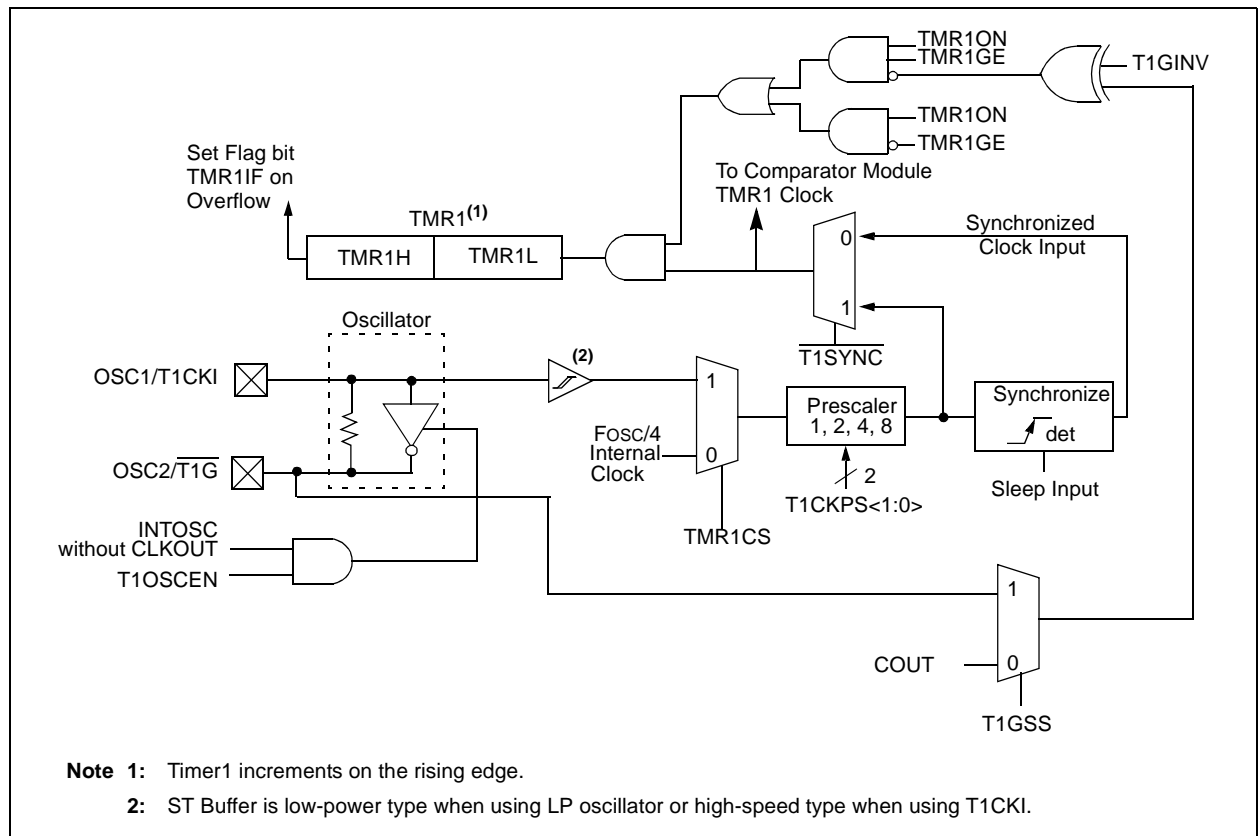 TMR1ON
TMR1GE
T1GINV
TMR1ON
TMR1GE
Set Flag bit
TMR1IF on
Overflow
To Comparator Module
TMR1 Clock
TMR1(1)
TMR1H
TMR1L
0
1
Synchronized
Clock Input
T1SYNC
Oscillator
(2)
OSC1/T1CKI
1
0
FOSC/4
Internal
Clock
Prescaler
1, 2, 4, 8
Synchronize
det
OSC2/T1G
2
T1CKPS<1:0>
Sleep Input
TMR1CS
INTOSC
without CLKOUT
T1OSCEN
1
COUT
0
T1GSS
Note 1: Timer1 increments on the rising edge.
2: ST Buffer is low-power type when using LP oscillator or high-speed type when using T1CKI.